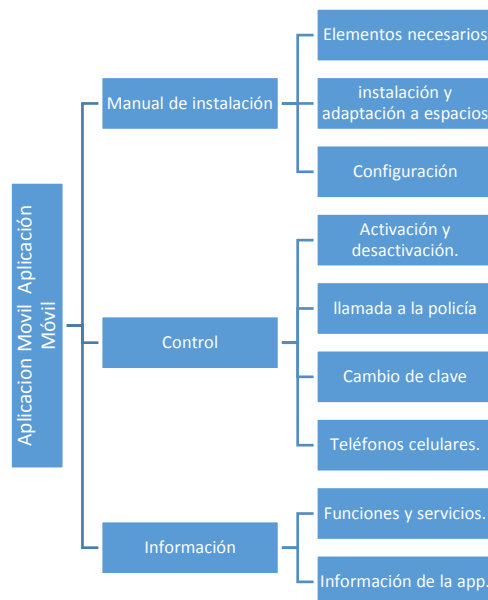 Aplicacion Movil Aplicación
Móvil
Manual de instalación
Elementos necesarios
instalación y
adaptación a espacios
Configuración
Control
Activación y
desactivación.
llamada a la policía
Cambio de clave
Teléfonos celulares.
Información
Funciones y servicios.
Información de la app.